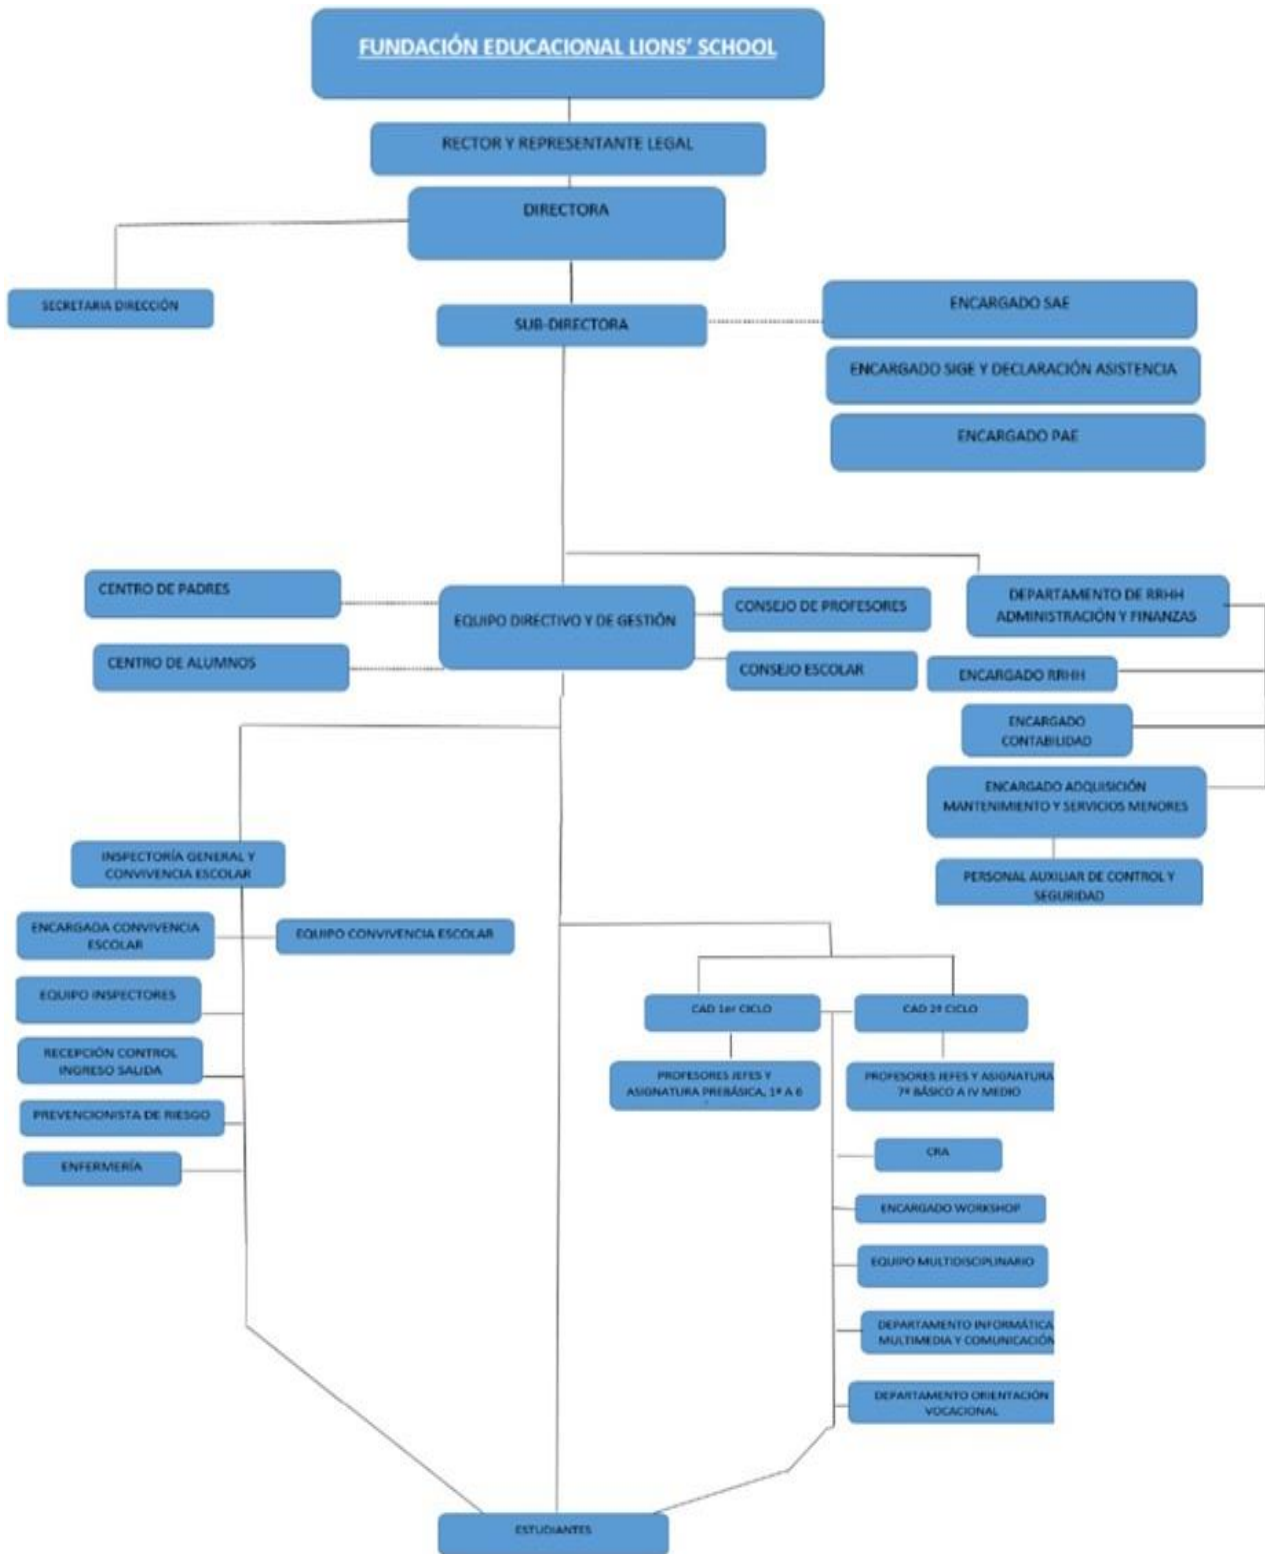 FUNDACIÓN EDUCACIONAL LIONS' SCHOOL
RECTOR Y REPRESENTANTE LEGAL
DIRECTORA
SECRETARIA DIRECCIÓN
SUB-DIRECTORA
ENCARGADO SAE
ENCARGADO SIGE Y DECLARACIÓN ASISTENCIA
ENCARGADO PAE
CENTRO DE PADRES
CENTRO DE ALUMNOS
EQUIPO DIRECTIVO Y DE GESTIÓN
CONSEJO DE PROFESORES
CONSEJO ESCOLAR
DEPARTAMENTO DE RRHH
ADMINISTRACIÓN Y FINANZAS
ENCARGADO RRHH
ENCARGADO
CONTABILIDAD
ENCARGADO ADQUISICIÓN
MANTENIMIENTO Y SERVICIOS MENORES
PERSONAL AUXILIAR DE CONTROL Y
SEGURIDAD
INSPECTORÍA GENERAL Y
CONVIVENCIA ESCOLAR
ENCARGADA CONVIVENCIA
ESCOLAR
EQUIPO CONVIVENCIA ESCOLAR
EQUIPO INSPECTORES
RECEPCIÓN CONTROL
INGRESO SALIDA
PREVENCIONISTA DE RIESGO
ENFERMERÍA
CAD 1er CICLO
CAD 2º CICLO
PROFESORES JEFES Y
ASIGNATURA PREBÁSICA, 1º A 6
PROFESORES JEFES Y ASIGNATURA
7º BÁSICO A IV MEDIO
CRA
ENCARGADO WORKSHOP
EQUIPO MULTIDISCIPLINARIO
DEPARTAMENTO INFORMÁTICA
MULTIMEDIA Y COMUNICACIÓN
DEPARTAMENTO ORIENTACIÓN
VOCACIONAL
ESTUDIANTES